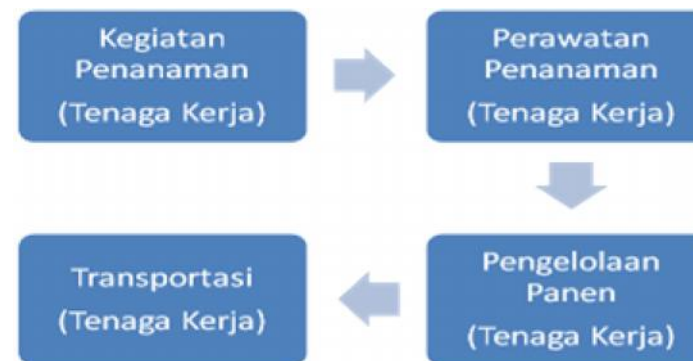 Kegiatan
Penanaman
(Tenaga Kerja)
Perawatan
Penanaman
(Tenaga Kerja)
Pengelolaan
Panen
(Tenaga Kerja)
Transportasi
(Tenaga Kerja)